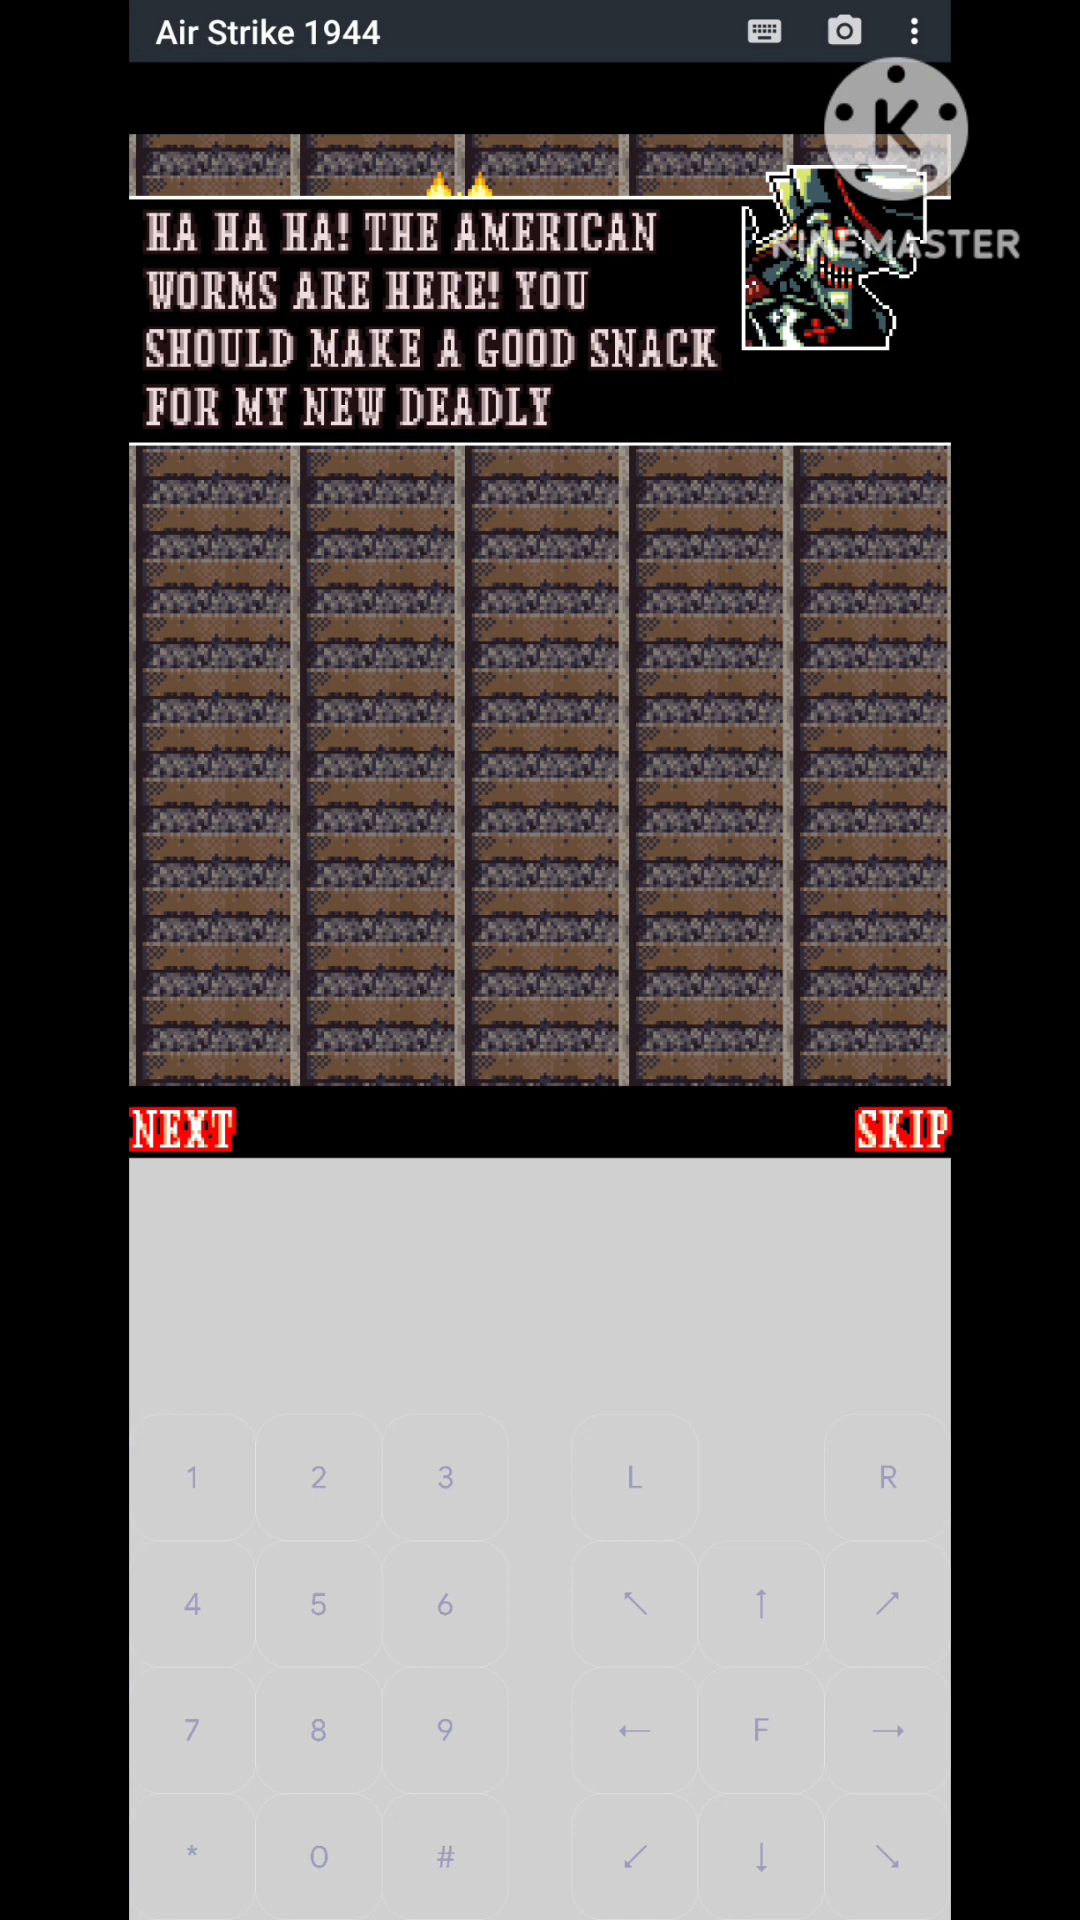 Air Strike 1944
K
KINEMASTER
HA HA HA! THE AMERICAN
WORMS ARE HERE! YOU
SHOULD MAKE A GOOD SNACK
FOR MY NEW DEADLY
NEXT SKIP
1 2 3 L R
4 5 6 ↖ ↑ ↗
7 8 9 ← F →
* 0 # ↙ ↓ ↘